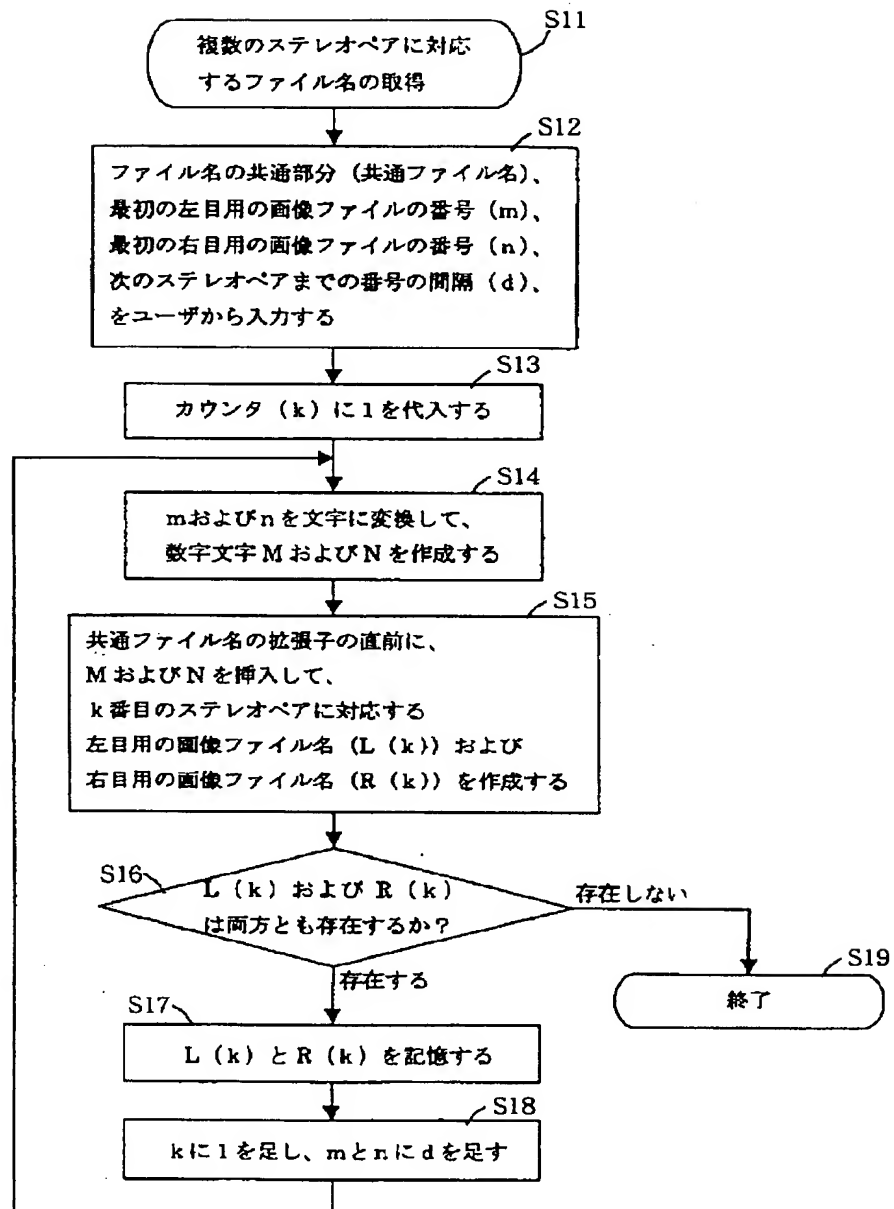 S11
複数のステレオペアに対応
するファイル名の取得
S12
ファイル名の共通部分（共通ファイル名）、
最初の左目用の画像ファイルの番号（m）、
最初の右目用の画像ファイルの番号（n）、
次のステレオペアまでの番号の間隔（d）、
をユーザから入力する
S13
カウンタ（k）に１を代入する
S14
mおよびnを文字に変換して、
数字文字MおよびNを作成する
S15
共通ファイル名の拡張子の直前に、
MおよびNを挿入して、
k番目のステレオペアに対応する
左目用の画像ファイル名（L（k））および
右目用の画像ファイル名（R（k））を作成する
S16
L（k）およびR（k）
は両方とも存在するか？
存在しない
存在する
S19
終了
S17
L（k）とR（k）を記憶する
S18
kに１を足し、mとnにdを足す